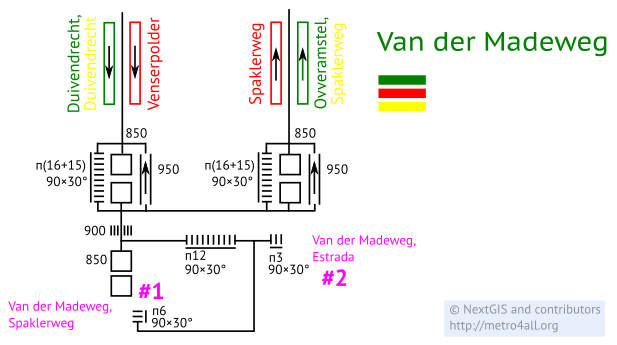 Duivendrecht,
Duivendrecht
Venserpolder
Spaklerweg
Ovveramstel,
Spaklerweg
Van der Madeweg
850
850
п(16+15)
90×30°
950
п(16+15)
90×30°
950
900
850
п12
90×30°
п3
90×30°
Van der Madeweg,
Estrada
#2
#1
Van der Madeweg,
Spaklerweg
п6
90×30°
© NextGIS and contributors
http://metro4all.org